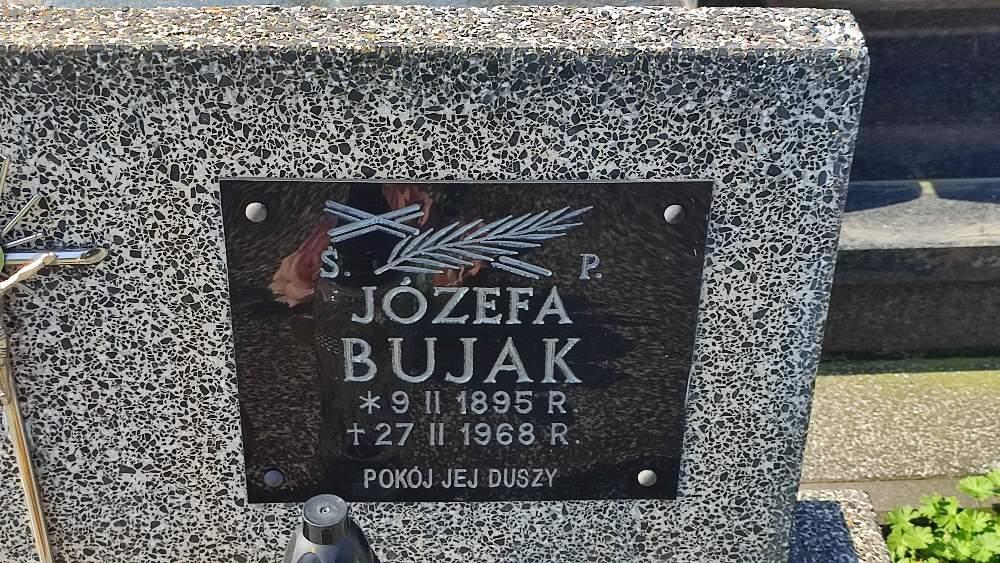 Ś. P.
JÓZEFA
BUJAK
* 9 II 1895 R.
† 27 II 1968 R.
POKÓJ JEJ DUSZY